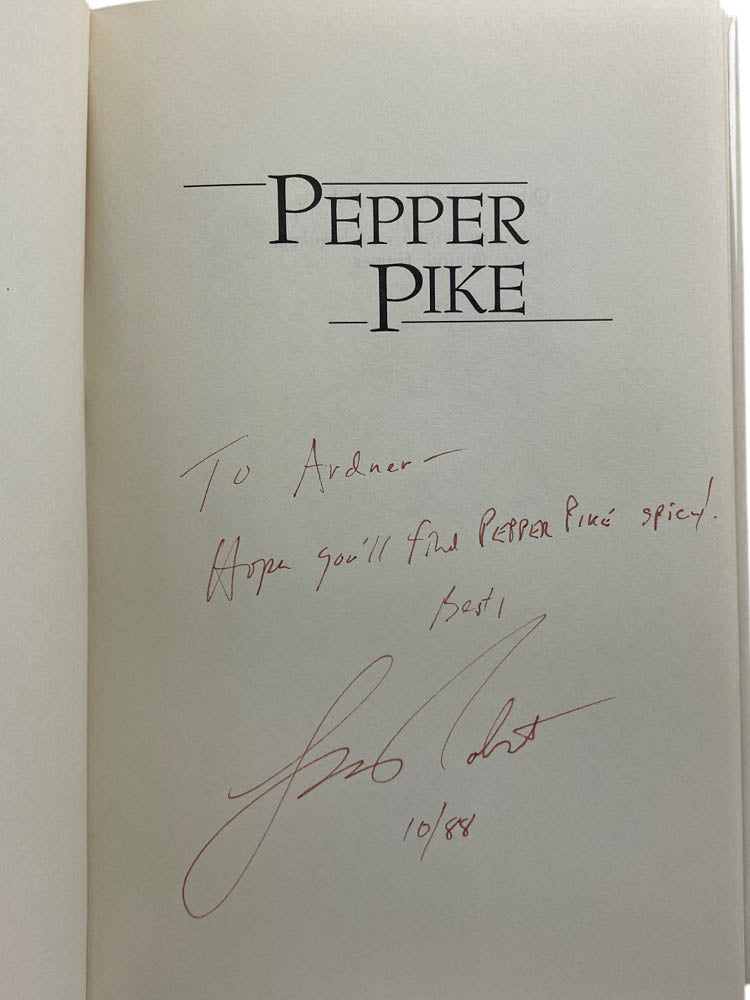 PEPPER
PIKE
To Ardner—
Hope you'll find PEPPER PIKE spicy!
Best,
10/88